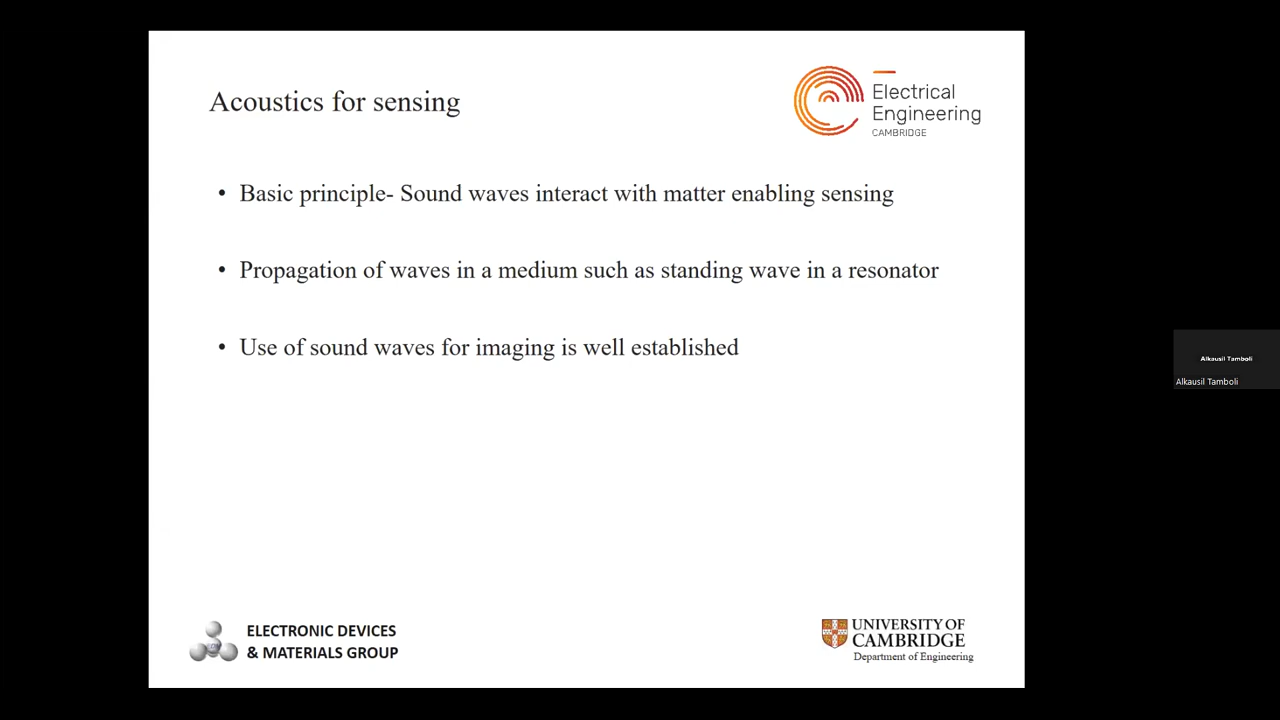 Acoustics for sensing
Electrical
Engineering
CAMBRIDGE
• Basic principle- Sound waves interact with matter enabling sensing
• Propagation of waves in a medium such as standing wave in a resonator
• Use of sound waves for imaging is well established
Alkausil Tamboli
Alkausil Tamboli
ELECTRONIC DEVICES
& MATERIALS GROUP
UNIVERSITY OF
CAMBRIDGE
Department of Engineering